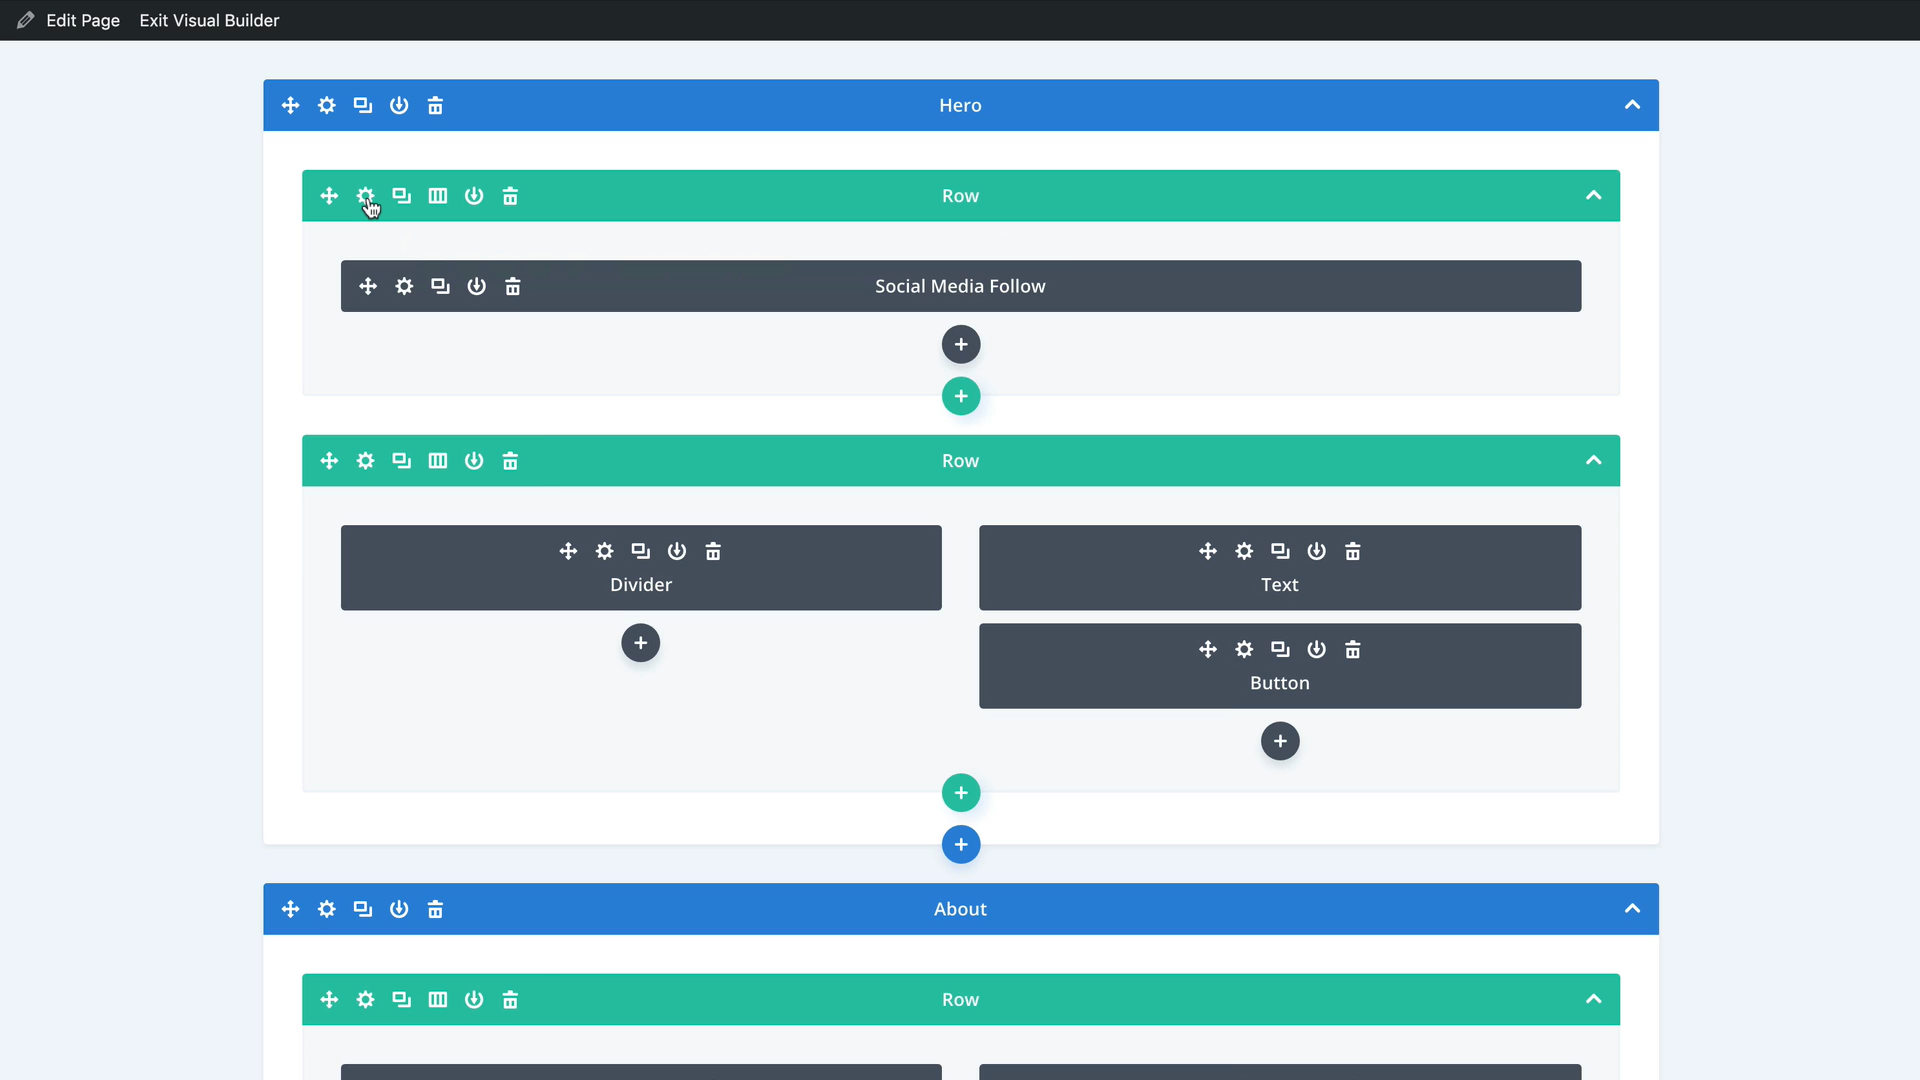 Edit Page
Exit Visual Builder
Hero
Row
Social Media Follow
Row
Divider
Text
Button
About
Row